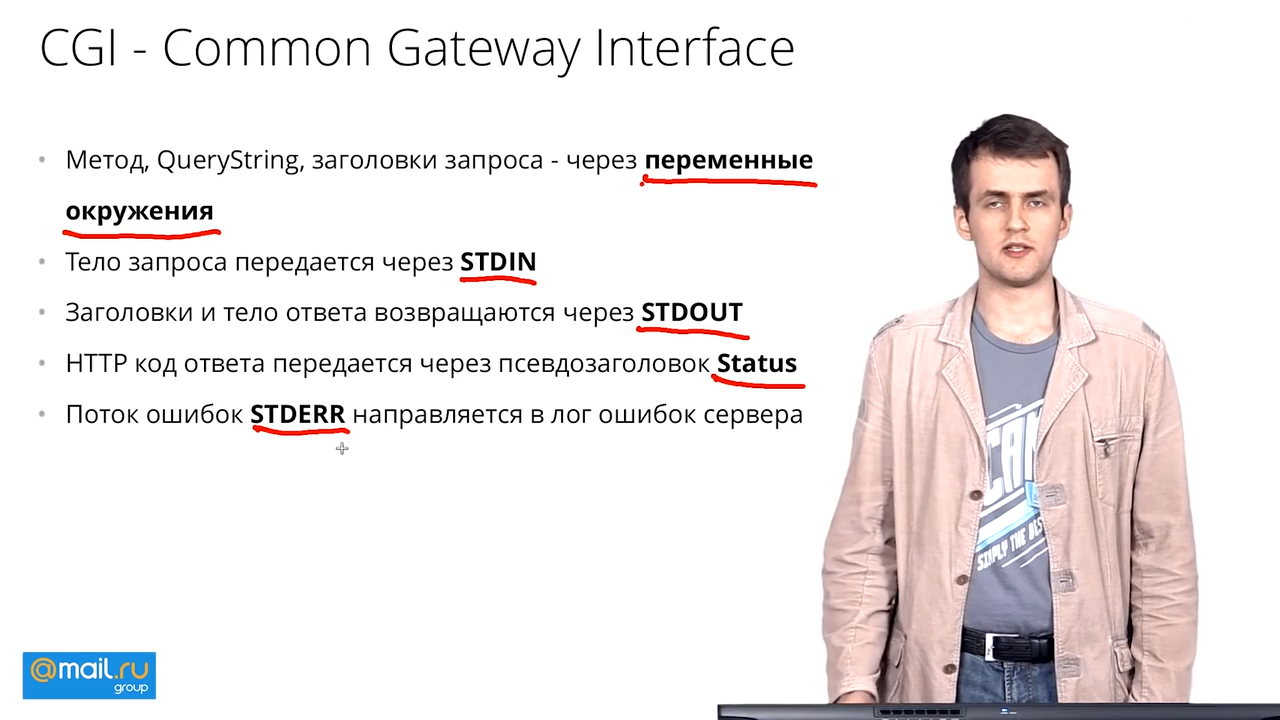 CGI - Common Gateway Interface
• Метод, QueryString, заголовки запроса - через переменные
окружения
• Тело запроса передается через STDIN
• Заголовки и тело ответа возвращаются через STDOUT
• HTTP код ответа передается через псевдозаголовок Status
• Поток ошибок STDERR направляется в лог ошибок сервера
SIMPLY THE
@mail.ru
group